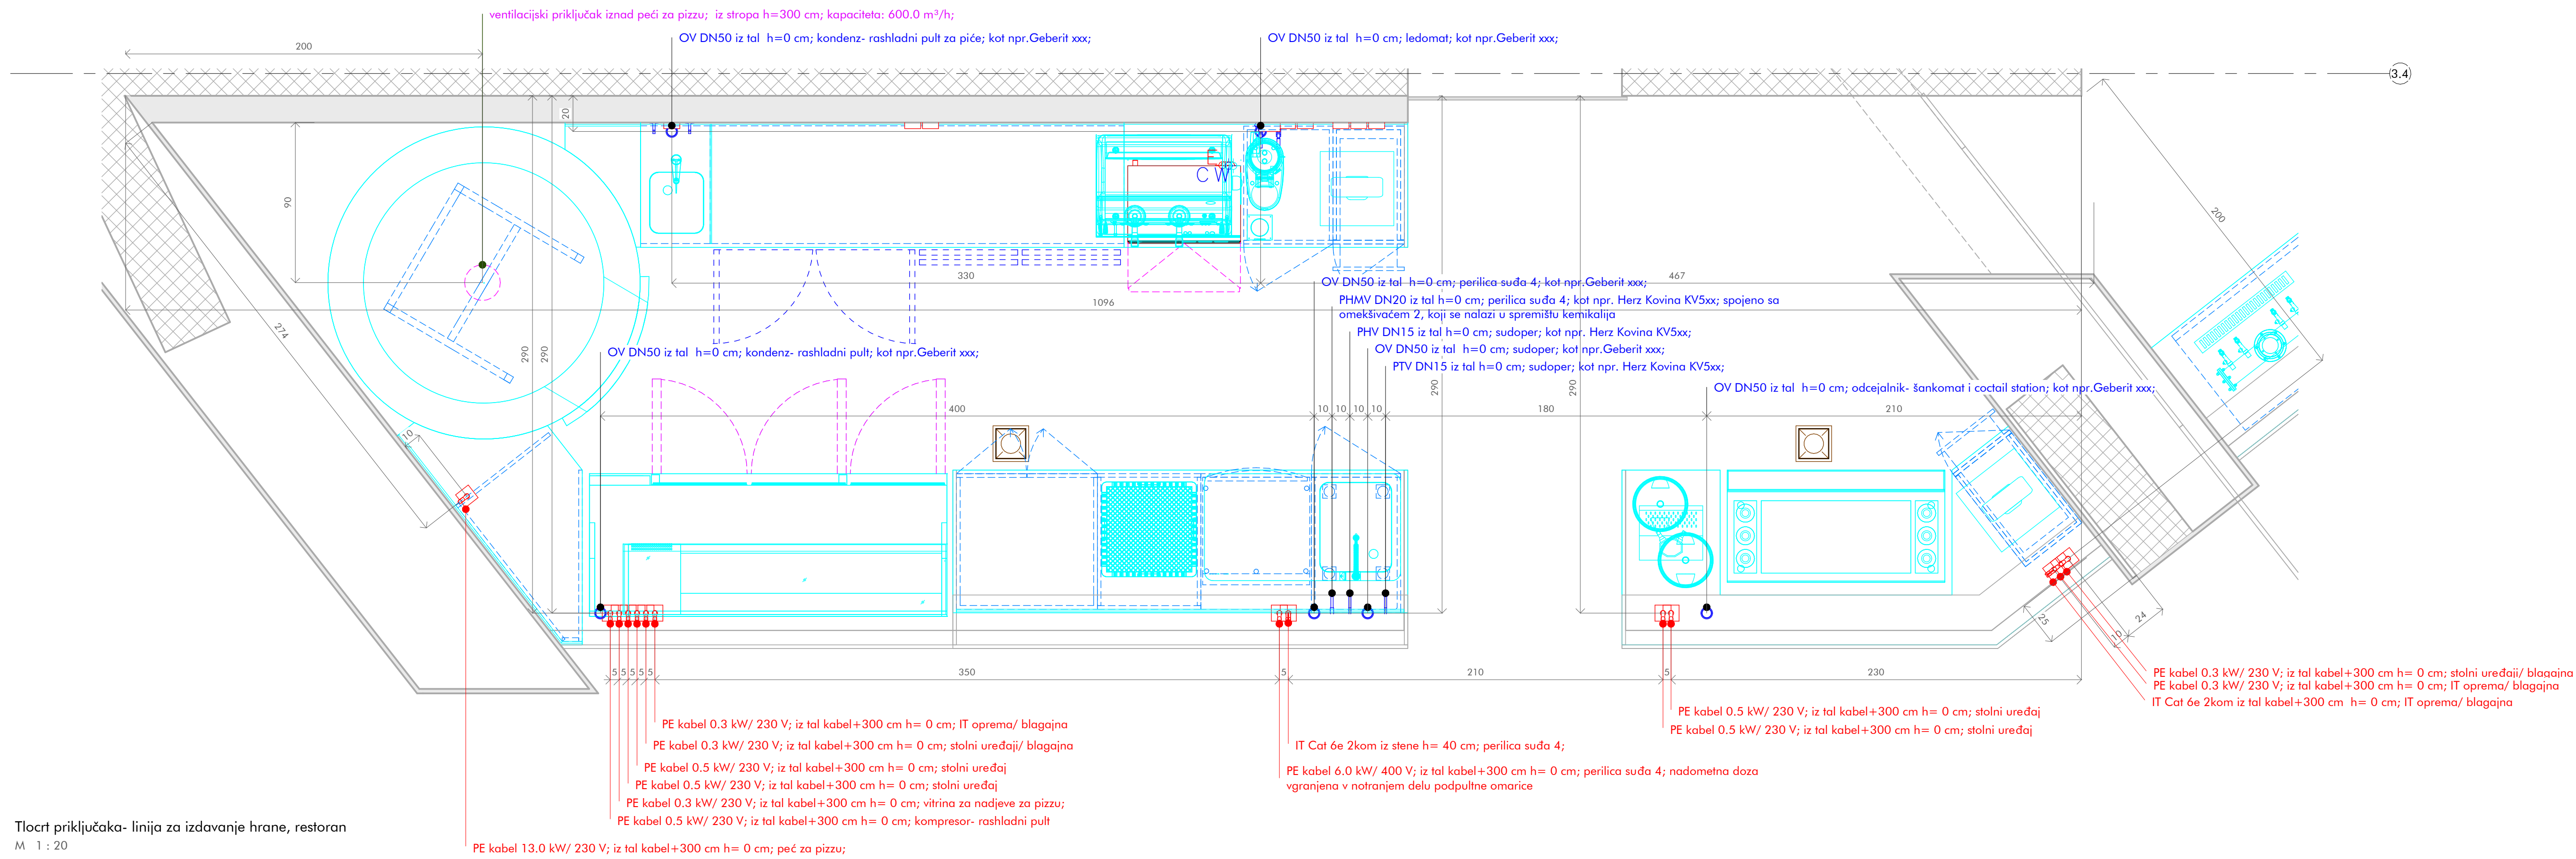 ventilacijski priključak iznad peći za pizzu;  iz stropa h=300 cm; kapaciteta: 600.0 m³/h;
OV DN50 iz tal  h=0 cm; kondenz- rashladni pult za piće; kot npr.Geberit xxx;
OV DN50 iz tal  h=0 cm; ledomat; kot npr.Geberit xxx;
200
3.4
20
90
E
C W
200
330
467
OV DN50 iz tal  h=0 cm; perilica suđa 4; kot npr.Geberit xxx;
1096
PHMV DN20 iz tal h=0 cm; perilica suđa 4; kot npr. Herz Kovina KV5xx; spojeno sa
omekšivaćem 2, koji se nalazi u spremištu kemikalija
274
PHV DN15 iz tal h=0 cm; sudoper; kot npr. Herz Kovina KV5xx;
290
290
OV DN50 iz tal  h=0 cm; kondenz- rashladni pult; kot npr.Geberit xxx;
OV DN50 iz tal  h=0 cm; sudoper; kot npr.Geberit xxx;
PTV DN15 iz tal h=0 cm; sudoper; kot npr. Herz Kovina KV5xx;
290
290
OV DN50 iz tal  h=0 cm; odcejalnik- šankomat i coctail station; kot npr.Geberit xxx;
400
10
10
10
10
180
210
10
25
24
10
5
5
5
5
5
350
5
210
5
230
PE kabel 0.3 kW/ 230 V; iz tal kabel+300 cm h= 0 cm; stolni uređaji/ blagajna
PE kabel 0.3 kW/ 230 V; iz tal kabel+300 cm h= 0 cm; IT oprema/ blagajna
IT Cat 6e 2kom iz tal kabel+300 cm  h= 0 cm; IT oprema/ blagajna
PE kabel 0.5 kW/ 230 V; iz tal kabel+300 cm h= 0 cm; stolni uređaj
PE kabel 0.5 kW/ 230 V; iz tal kabel+300 cm h= 0 cm; stolni uređaj
PE kabel 0.3 kW/ 230 V; iz tal kabel+300 cm h= 0 cm; IT oprema/ blagajna
PE kabel 0.3 kW/ 230 V; iz tal kabel+300 cm h= 0 cm; stolni uređaji/ blagajna
IT Cat 6e 2kom iz stene h= 40 cm; perilica suđa 4;
PE kabel 0.5 kW/ 230 V; iz tal kabel+300 cm h= 0 cm; stolni uređaj
PE kabel 6.0 kW/ 400 V; iz tal kabel+300 cm h= 0 cm; perilica suđa 4; nadometna doza
vgranjena v notranjem delu podpultne omarice
PE kabel 0.5 kW/ 230 V; iz tal kabel+300 cm h= 0 cm; stolni uređaj
PE kabel 0.3 kW/ 230 V; iz tal kabel+300 cm h= 0 cm; vitrina za nadjeve za pizzu;
PE kabel 0.5 kW/ 230 V; iz tal kabel+300 cm h= 0 cm; kompresor- rashladni pult
Tlocrt priključaka- linija za izdavanje hrane, restoran
M   1 : 20
PE kabel 13.0 kW/ 230 V; iz tal kabel+300 cm h= 0 cm; peć za pizzu;